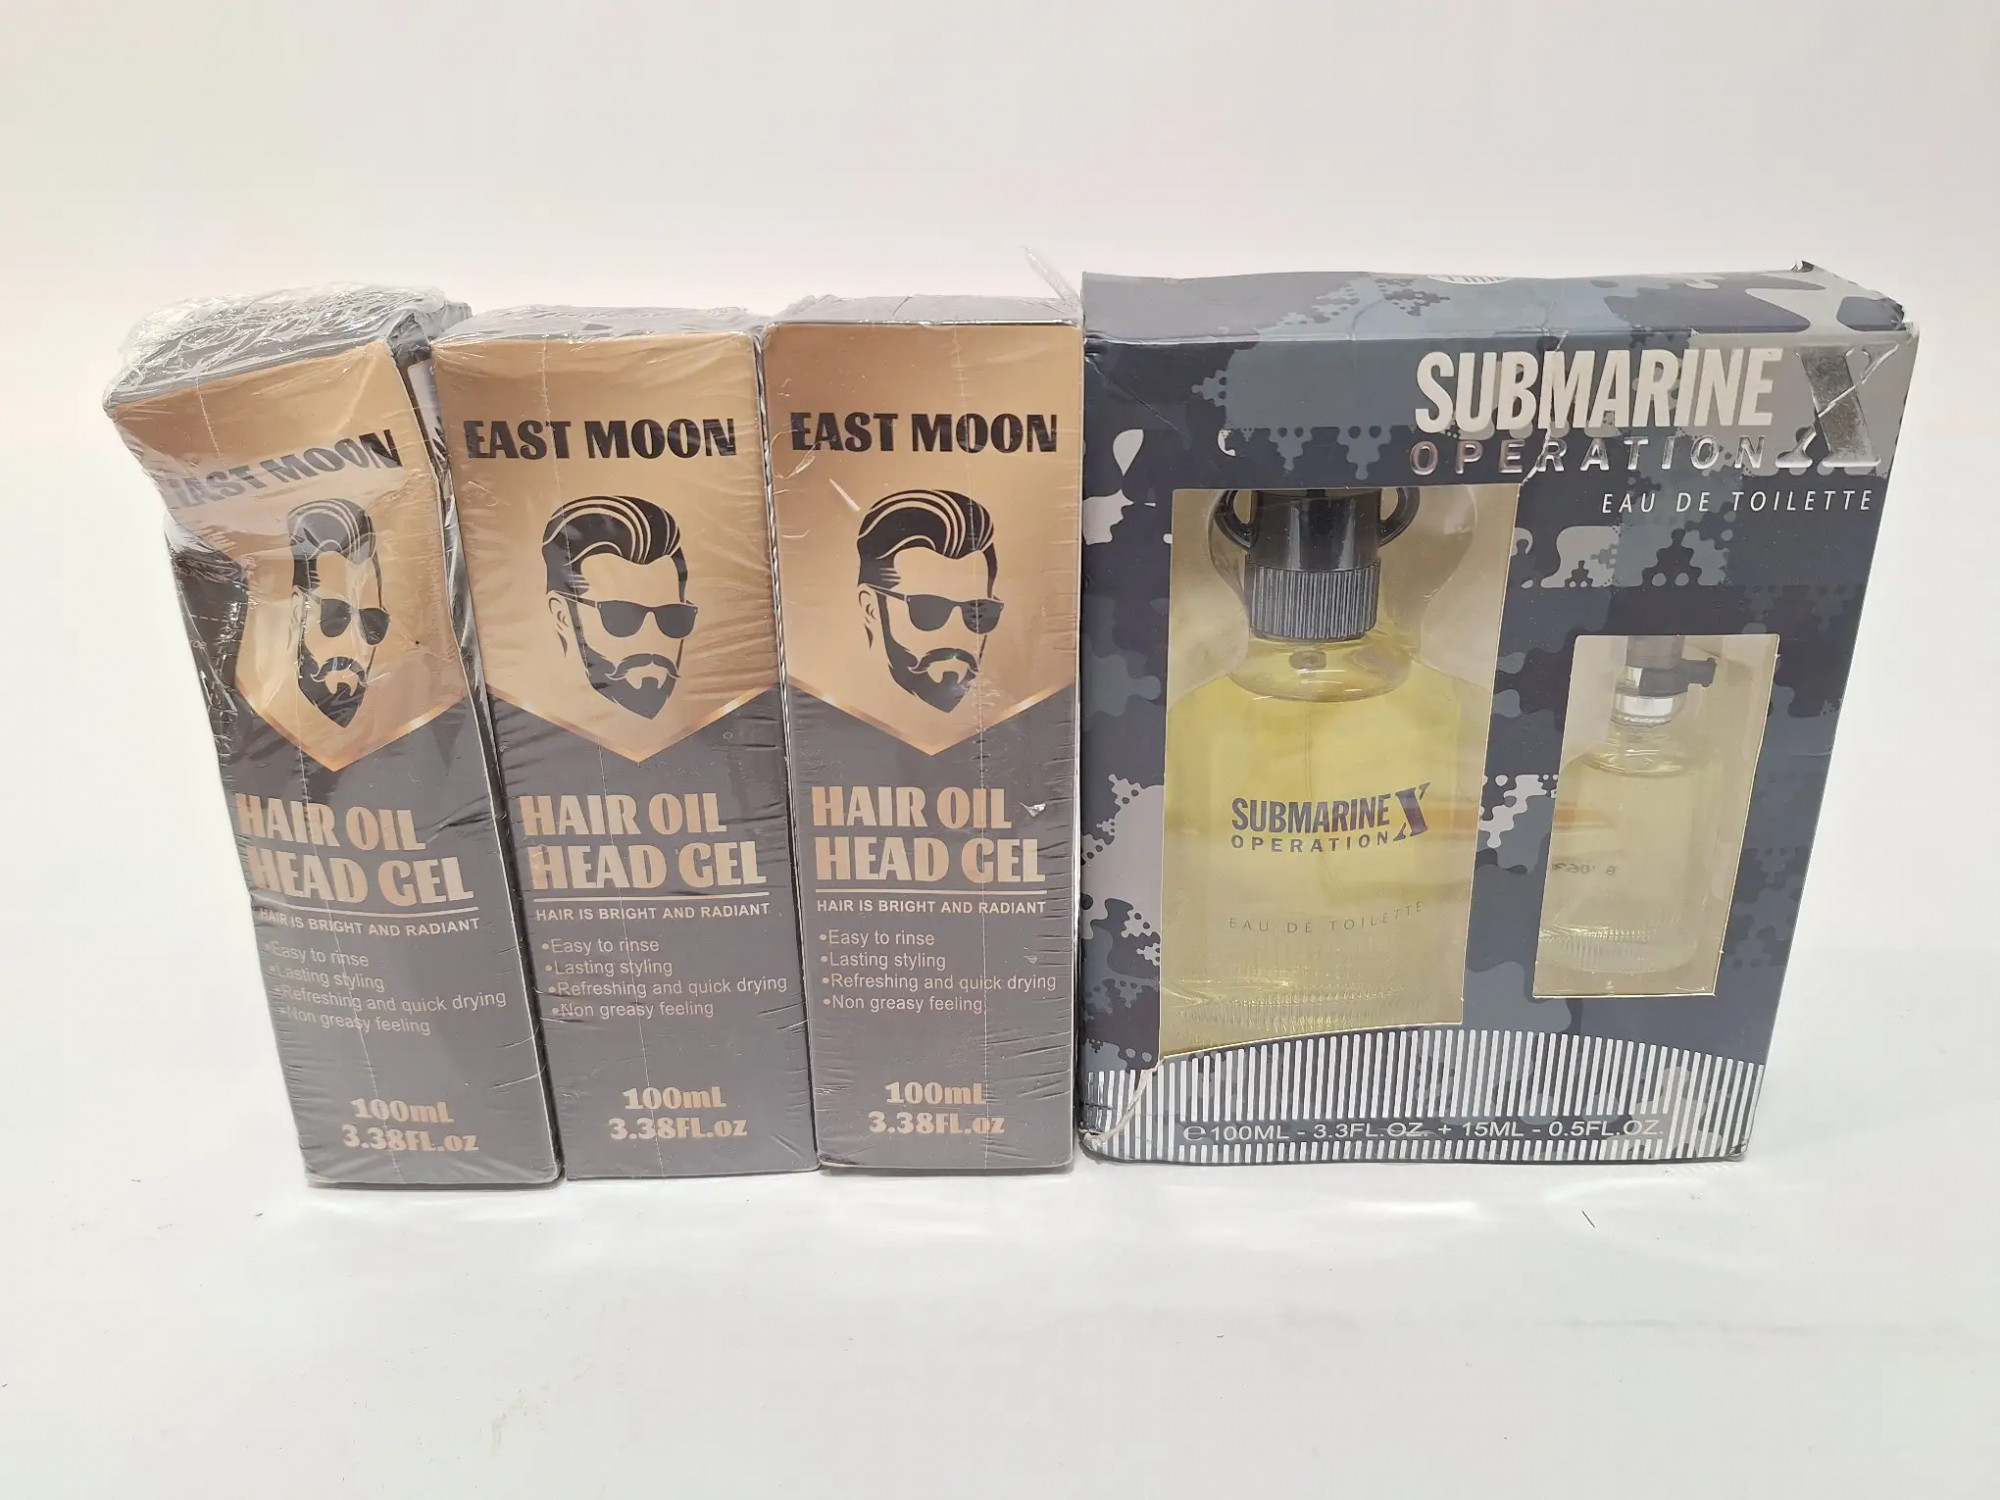 EAST MOON
HAIR OIL
HEAD GEL
HAIR IS BRIGHT AND RADIANT
•Easy to rinse
•Lasting styling
•Refreshing and quick drying
•Non greasy feeling
100mL
3.38FL.oz
EAST MOON
HAIR OIL
HEAD GEL
HAIR IS BRIGHT AND RADIANT
•Easy to rinse
•Lasting styling
•Refreshing and quick drying
•Non greasy feeling
100mL
3.38FL.oz
EAST MOON
HAIR OIL
HEAD GEL
HAIR IS BRIGHT AND RADIANT
•Easy to rinse
•Lasting styling
•Refreshing and quick drying
•Non greasy feeling
100mL
3.38FL.oz
SUBMARINE X
OPERATION
EAU DE TOILETTE
SUBMARINE X
OPERATION
EAU DE TOILETTE
℮100ML - 3.3FL.OZ. + 15ML - 0.5FL.OZ.